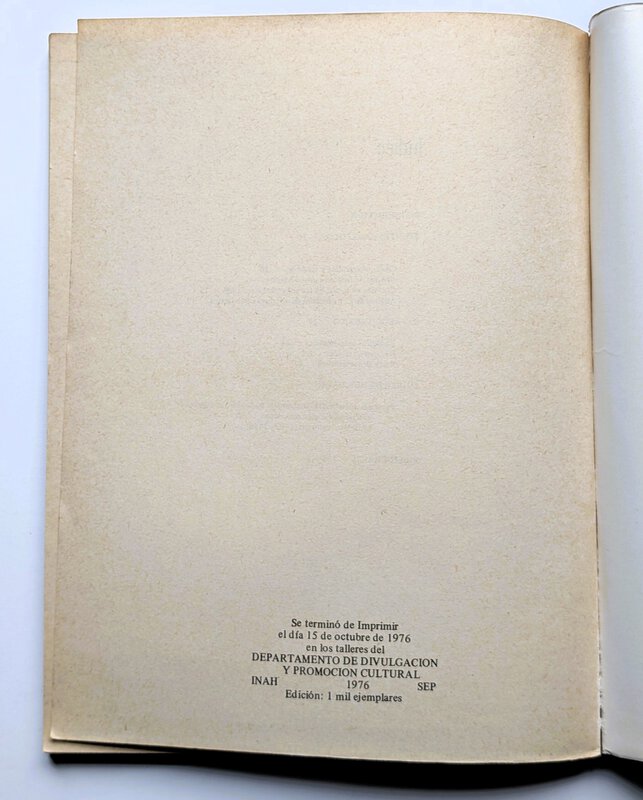 Se terminó de Imprimir
el día 15 de octubre de 1976
en los talleres del
DEPARTAMENTO DE DIVULGACION
Y PROMOCION CULTURAL
INAH 1976 SEP
Edición: 1 mil ejemplares